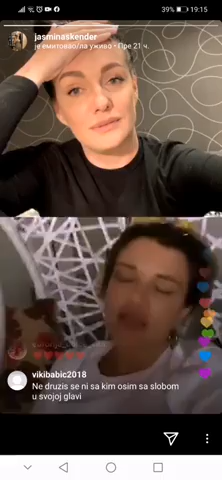 39% 19:15
jasminaskender
је емитовао/ла уживо • Пре 21 ч.
vikibabic2018
Ne druzis se ni sa kim osim sa slobom
u svojoj glavi